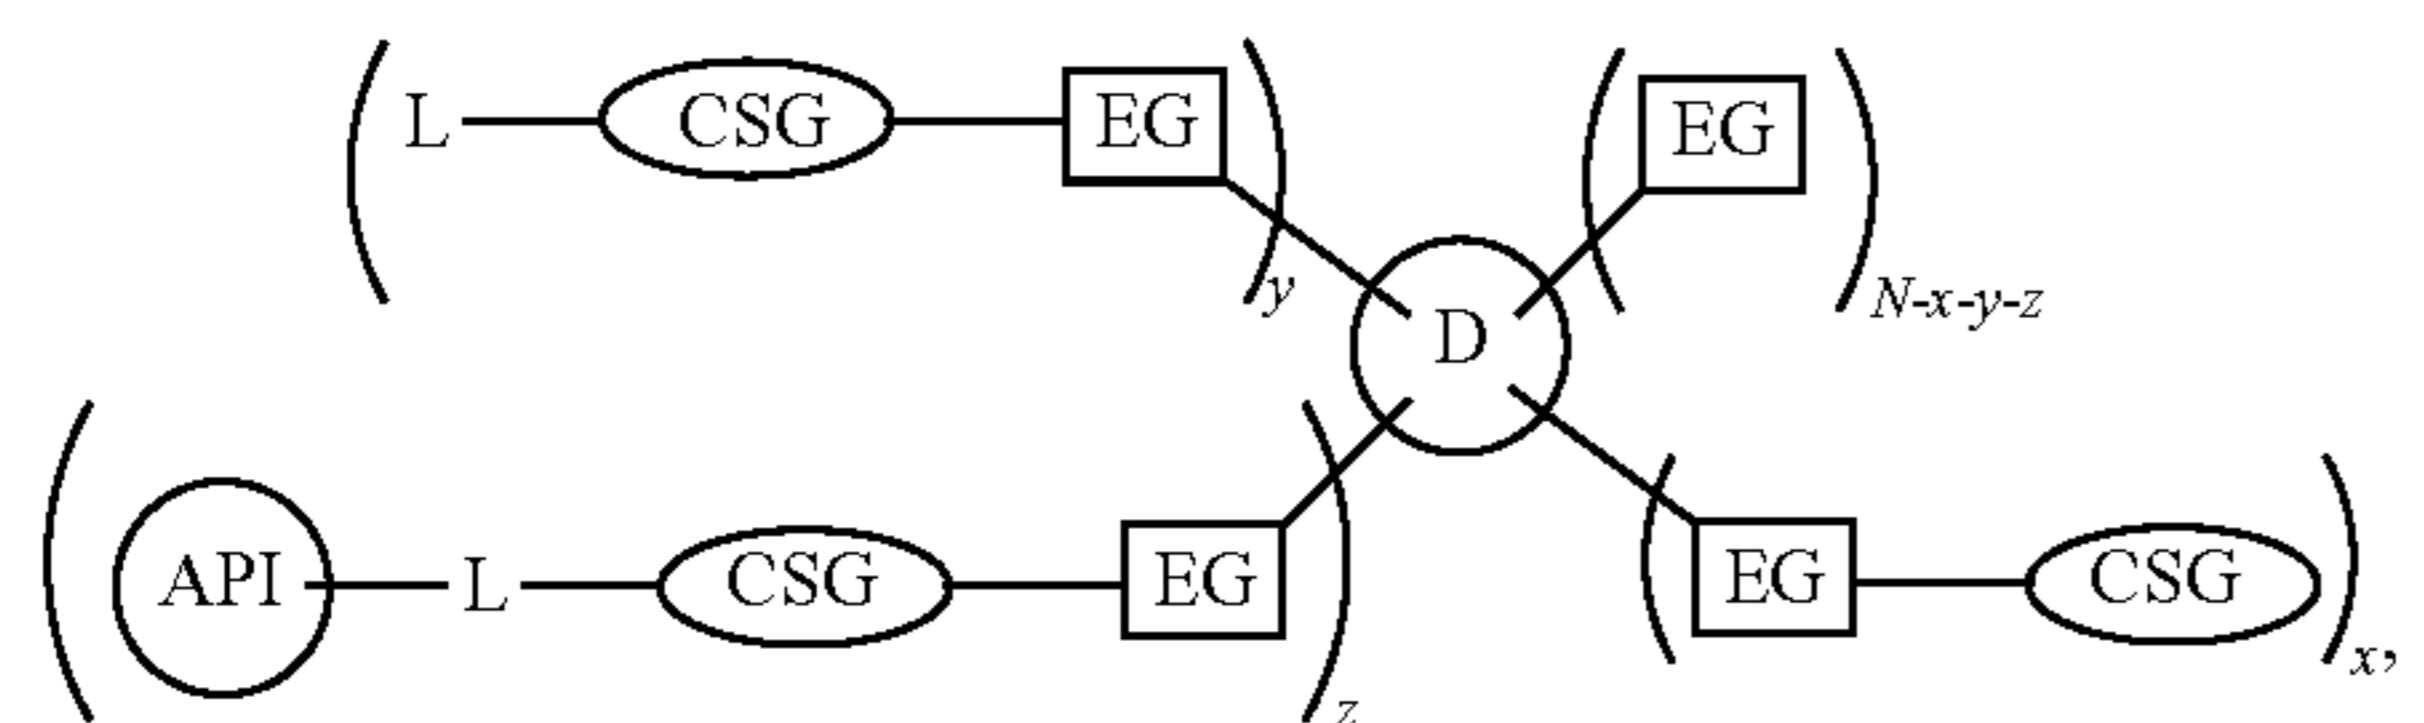 L CSG EG EG
y N-x-y-z
D
API L CSG EG EG CSG
z x,